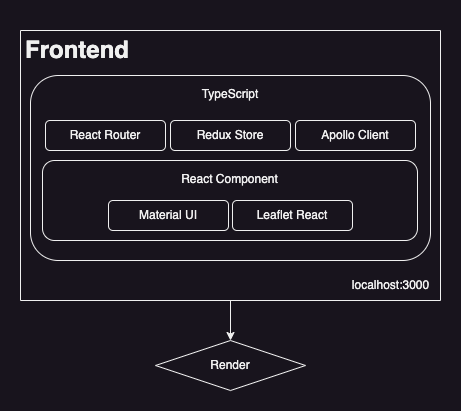 Frontend
TypeScript
React Router
Redux Store
Apollo Client
React Component
Material UI
Leaflet React
localhost:3000
Render